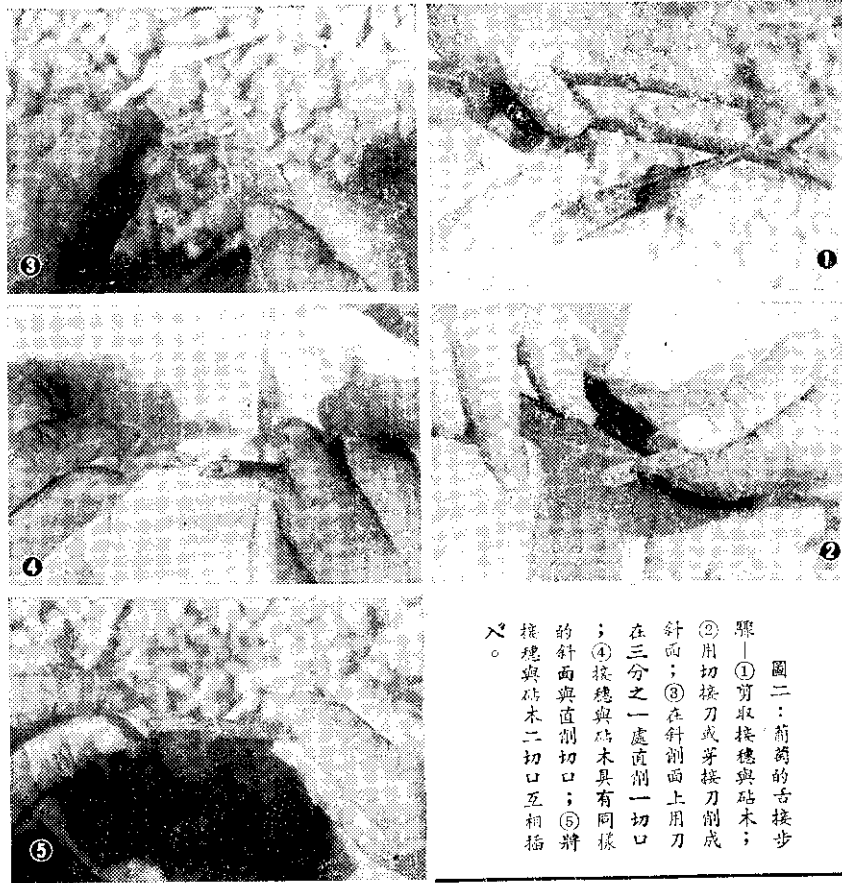 圖二：葡萄的舌接步
驟—①剪取接穗與砧木；
②用切接刀或芽接刀削成
斜面；③在斜削面上用刀
在三分之一處直削一切口
；④接穗與砧木具有同樣
的斜面與直削切口；⑤將
接穗與砧木二切口互相插
入。
❶
❷
❸
❹
❺